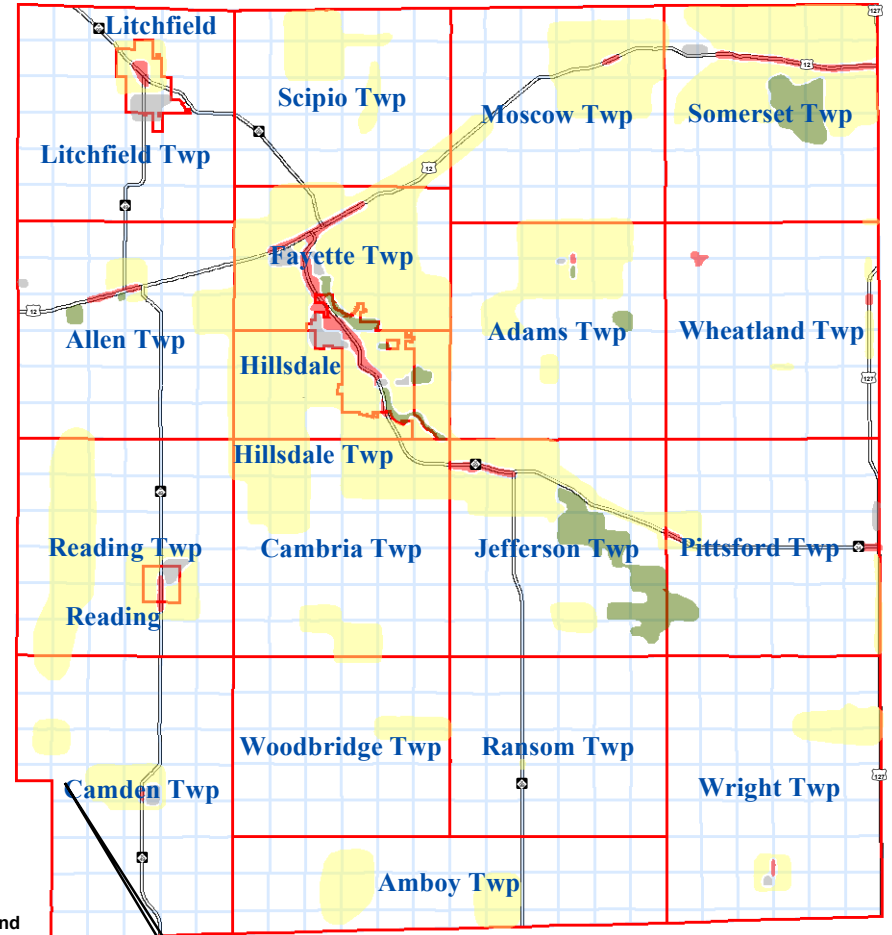 127
Litchfield
12
Scipio Twp
Moscow Twp
Somerset Twp
Litchfield Twp
12
Fayette Twp
12
Allen Twp
Adams Twp
Wheatland Twp
Hillsdale
127
Hillsdale Twp
Reading Twp
Cambria Twp
Jefferson Twp
Pittsford Twp
Reading
Woodbridge Twp
Ransom Twp
Camden Twp
Wright Twp
127
Amboy Twp
nd